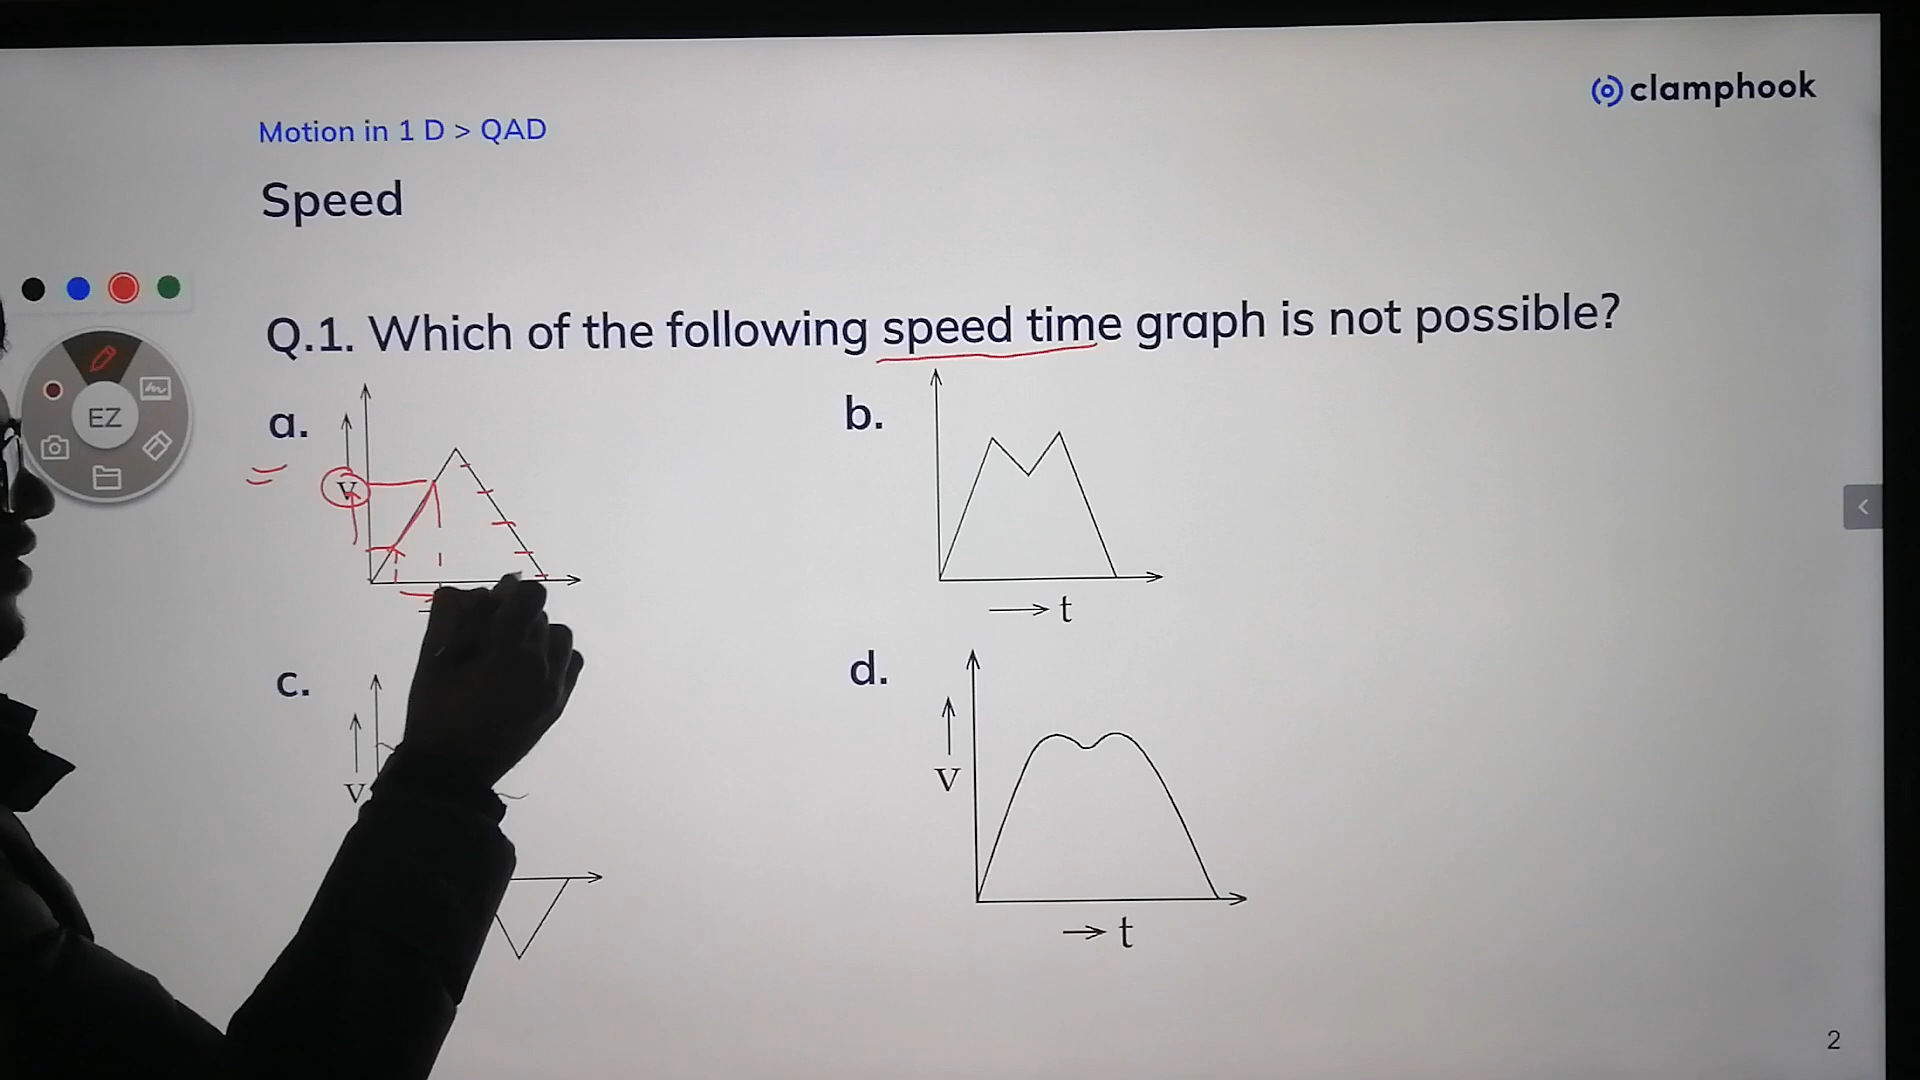 clamphook
Motion in 1 D > QAD
Speed
Q.1. Which of the following speed time graph is not possible?
EZ
a.
V
b.
t
c.
V
d.
V
t
2